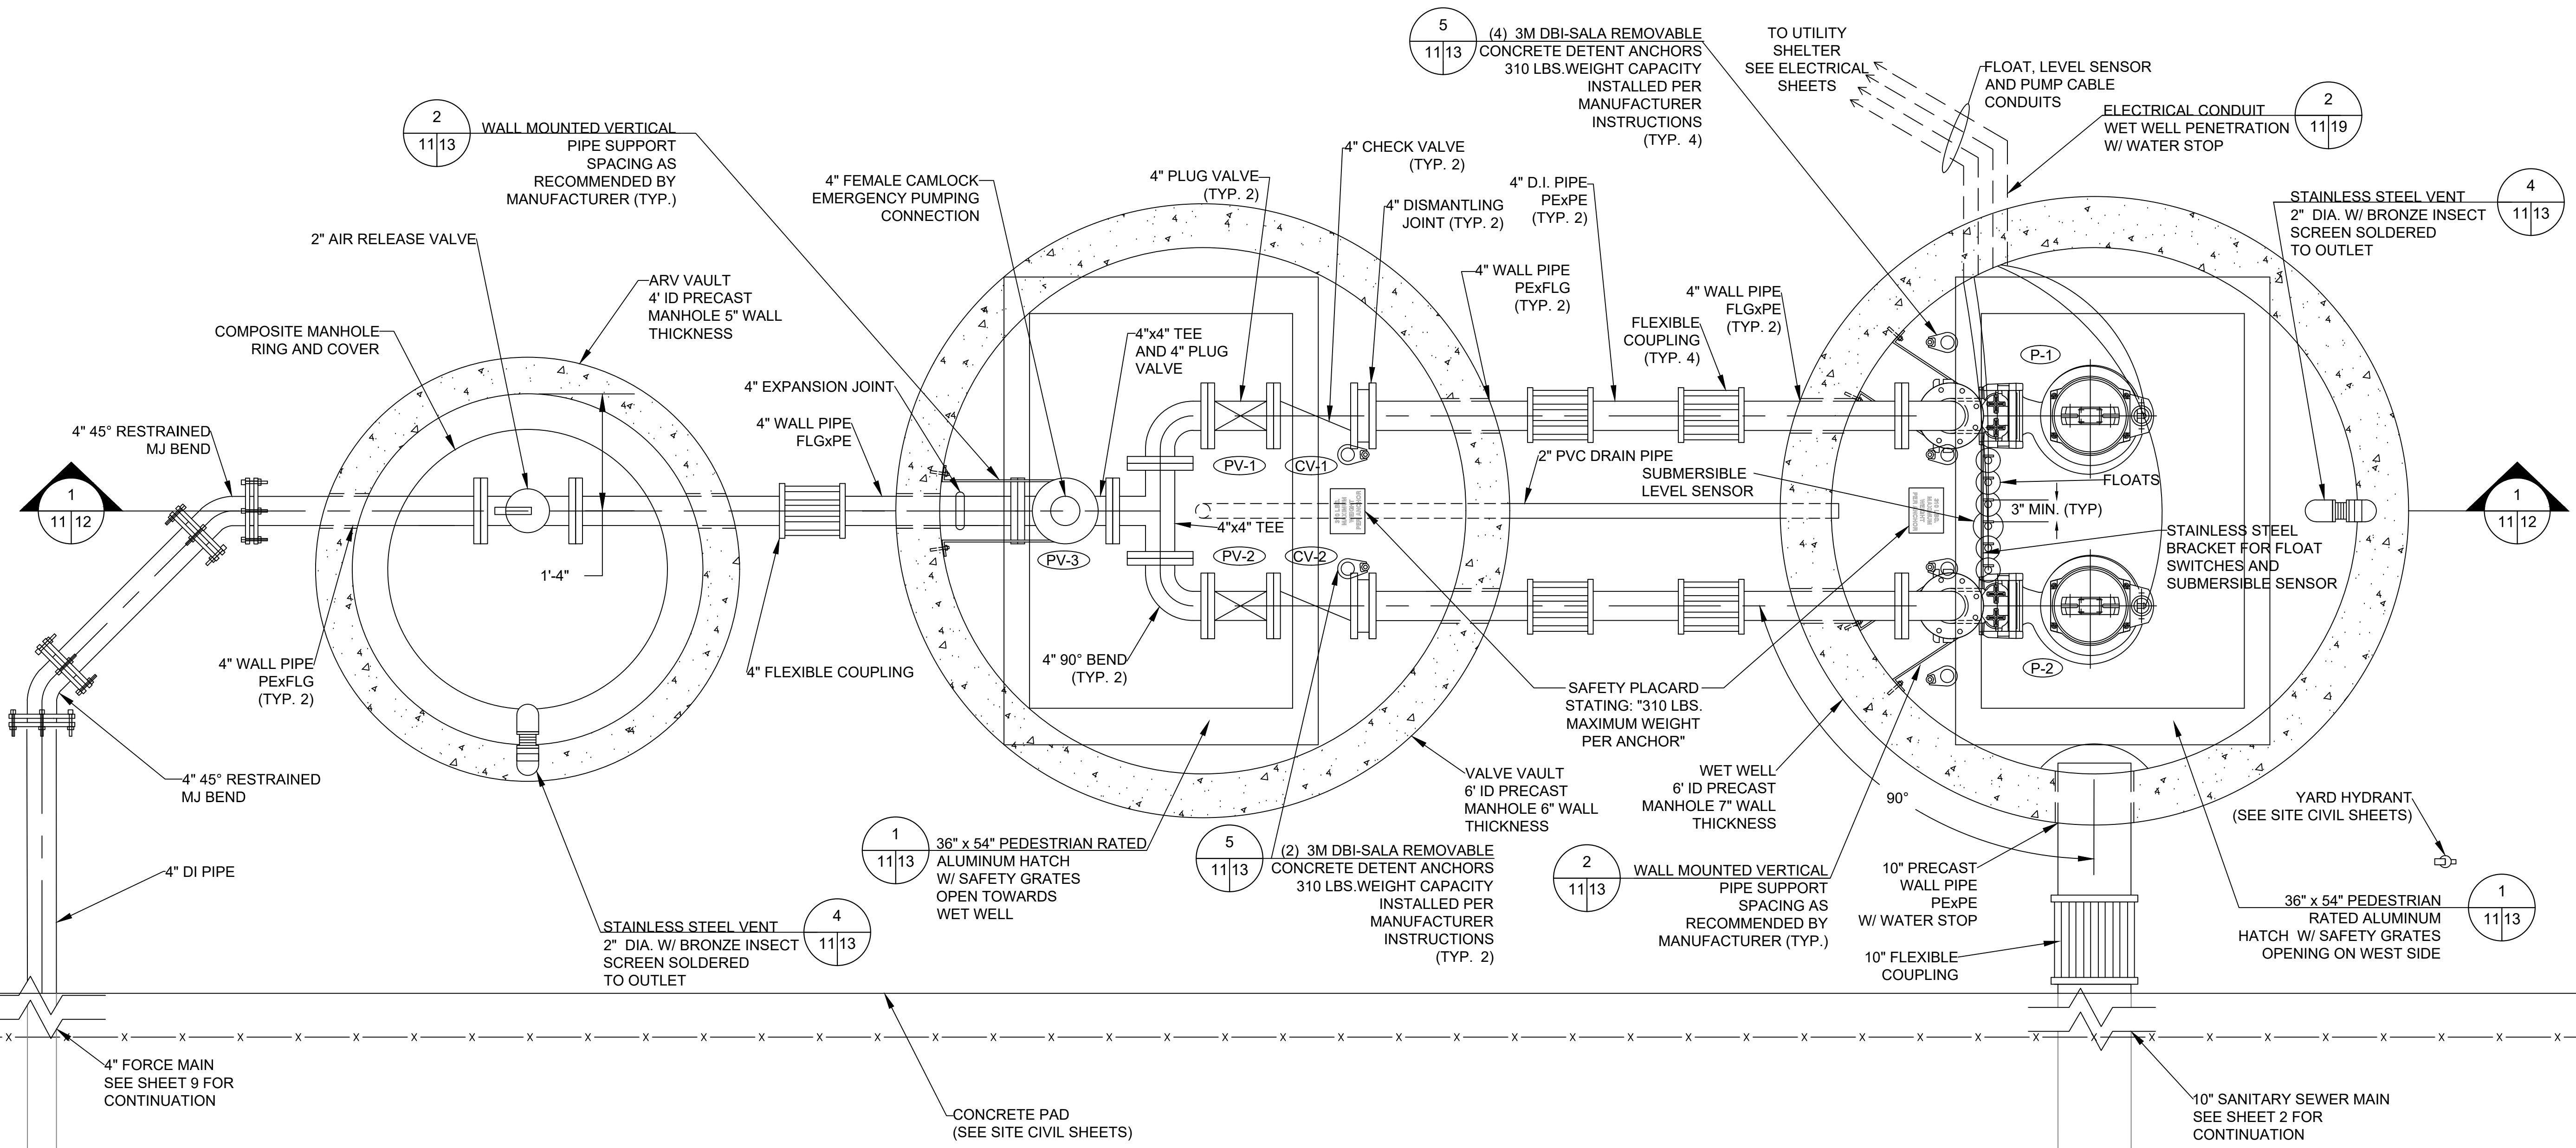 5
11 13
(4) 3M DBI-SALA REMOVABLE
CONCRETE DETENT ANCHORS
310 LBS.WEIGHT CAPACITY
INSTALLED PER
MANUFACTURER
INSTRUCTIONS
(TYP. 4)
TO UTILITY
SHELTER
SEE ELECTRICAL
SHEETS
FLOAT, LEVEL SENSOR
AND PUMP CABLE
CONDUITS
ELECTRICAL CONDUIT
WET WELL PENETRATION
W/ WATER STOP
2
11 19
2
11 13
WALL MOUNTED VERTICAL
PIPE SUPPORT
SPACING AS
RECOMMENDED BY
MANUFACTURER (TYP.)
4" FEMALE CAMLOCK
EMERGENCY PUMPING
CONNECTION
4" PLUG VALVE
(TYP. 2)
4" CHECK VALVE
(TYP. 2)
4" DISMANTLING
JOINT (TYP. 2)
4" D.I. PIPE
PExPE
(TYP. 2)
STAINLESS STEEL VENT
2" DIA. W/ BRONZE INSECT
SCREEN SOLDERED
TO OUTLET
4
11 13
2" AIR RELEASE VALVE
ARV VAULT
4' ID PRECAST
MANHOLE 5" WALL
THICKNESS
COMPOSITE MANHOLE
RING AND COVER
4" WALL PIPE
PExFLG
(TYP. 2)
FLEXIBLE
COUPLING
(TYP. 4)
4" WALL PIPE
FLGxPE
(TYP. 2)
4"x4" TEE
AND 4" PLUG
VALVE
4" EXPANSION JOINT
4" WALL PIPE
FLGxPE
4" 45° RESTRAINED
MJ BEND
P-1
PV-1
CV-1
2" PVC DRAIN PIPE
SUBMERSIBLE
LEVEL SENSOR
FLOATS
3" MIN. (TYP)
1
11 12
1
11 12
310 LBS.
MAXIMUM
WEIGHT
PER ANCHOR
310 LBS.
MAXIMUM
WEIGHT
PER ANCHOR
4"x4" TEE
STAINLESS STEEL
BRACKET FOR FLOAT
SWITCHES AND
SUBMERSIBLE SENSOR
PV-3
PV-2
CV-2
1'-4"
P-2
4" WALL PIPE
PExFLG
(TYP. 2)
4" FLEXIBLE COUPLING
4" 90° BEND
(TYP. 2)
SAFETY PLACARD
STATING: "310 LBS.
MAXIMUM WEIGHT
PER ANCHOR"
4" 45° RESTRAINED
MJ BEND
VALVE VAULT
6' ID PRECAST
MANHOLE 6" WALL
THICKNESS
WET WELL
6' ID PRECAST
MANHOLE 7" WALL
THICKNESS
90°
YARD HYDRANT
(SEE SITE CIVIL SHEETS)
1
11 13
36" x 54" PEDESTRIAN RATED
ALUMINUM HATCH
W/ SAFETY GRATES
OPEN TOWARDS
WET WELL
5
11 13
(2) 3M DBI-SALA REMOVABLE
CONCRETE DETENT ANCHORS
310 LBS.WEIGHT CAPACITY
INSTALLED PER
MANUFACTURER
INSTRUCTIONS
(TYP. 2)
2
11 13
WALL MOUNTED VERTICAL
PIPE SUPPORT
SPACING AS
RECOMMENDED BY
MANUFACTURER (TYP.)
10" PRECAST
WALL PIPE
PExPE
W/ WATER STOP
10" FLEXIBLE
COUPLING
36" x 54" PEDESTRIAN
RATED ALUMINUM
HATCH W/ SAFETY GRATES
OPENING ON WEST SIDE
1
11 13
4" DI PIPE
STAINLESS STEEL VENT
2" DIA. W/ BRONZE INSECT
SCREEN SOLDERED
TO OUTLET
4
11 13
4" FORCE MAIN
SEE SHEET 9 FOR
CONTINUATION
CONCRETE PAD
(SEE SITE CIVIL SHEETS)
10" SANITARY SEWER MAIN
SEE SHEET 2 FOR
CONTINUATION